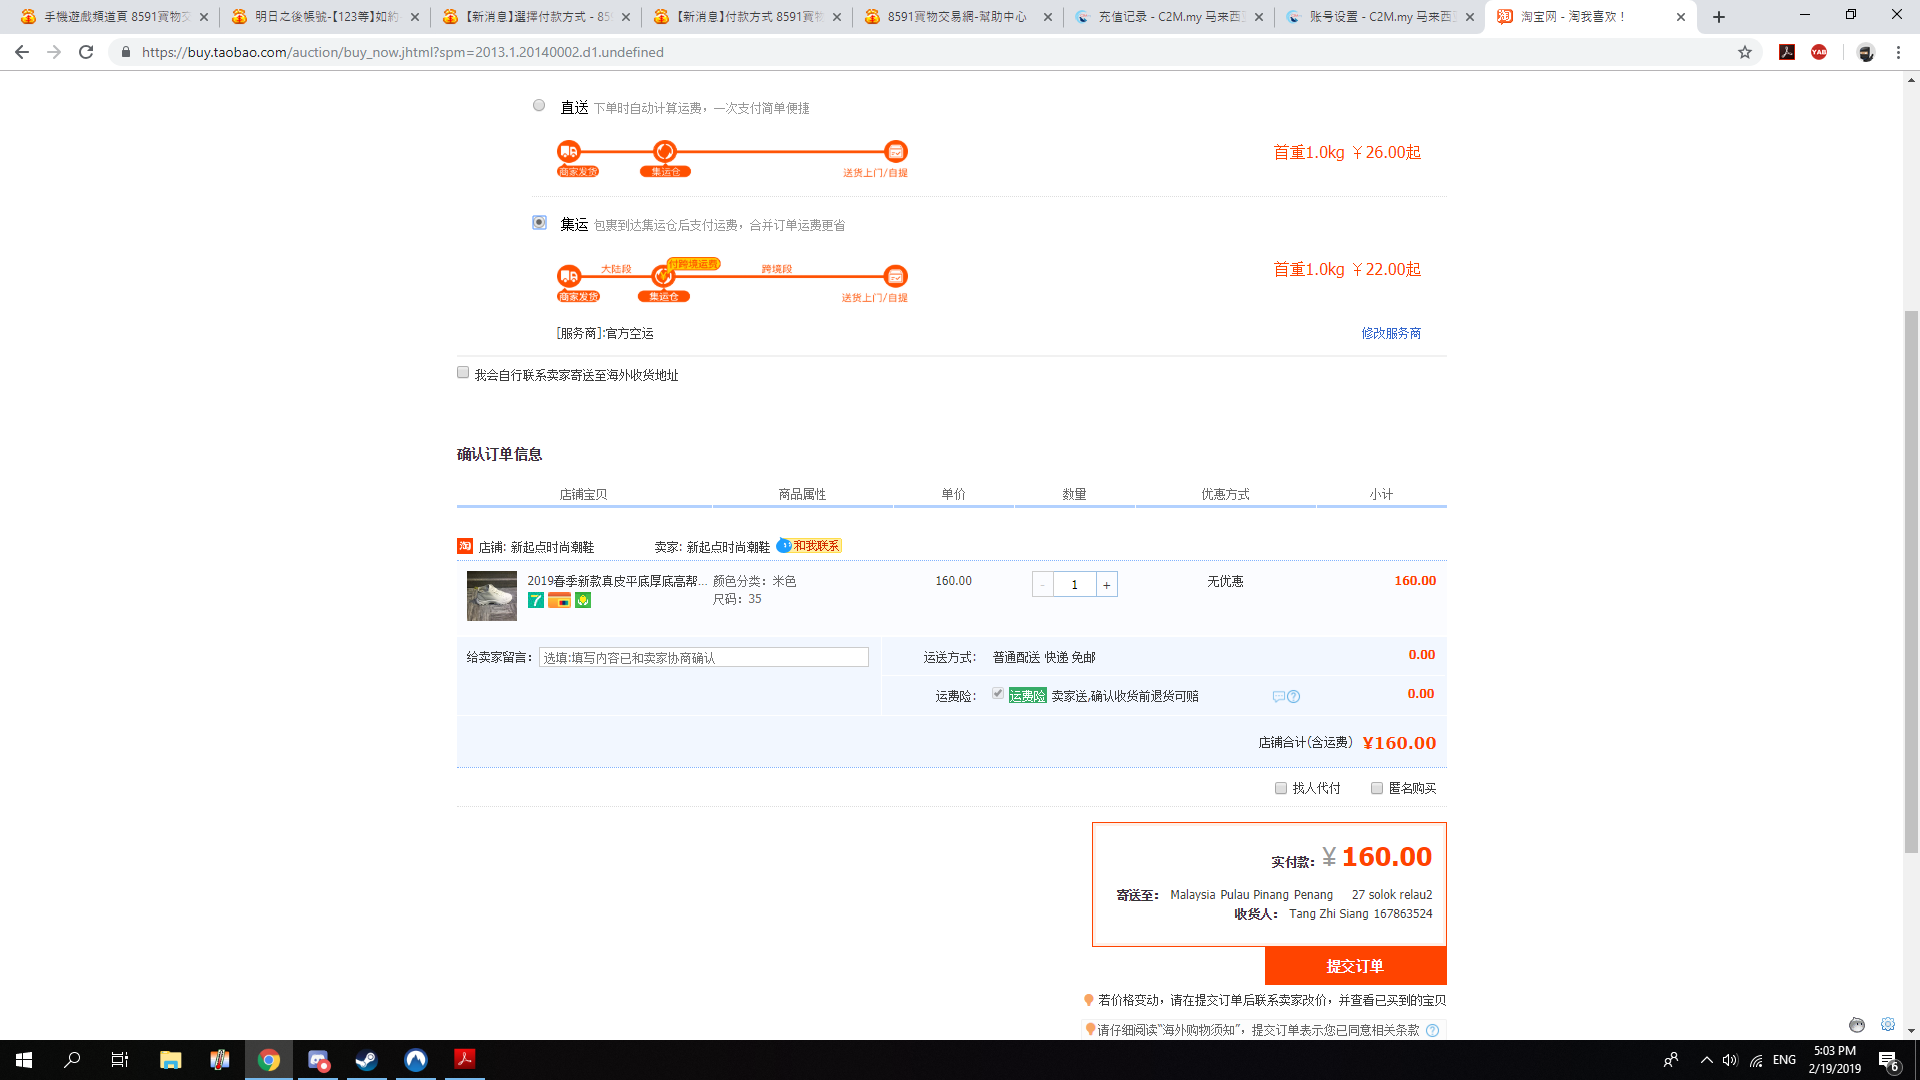 手機遊戲頻道頁 8591寶物交
明日之後帳號-【123等】如約
【新消息】選擇付款方式 - 85
【新消息】付款方式 8591寶物
8591寶物交易網-幫助中心
充值记录 - C2M.my 马来西
账号设置 - C2M.my 马来西
淘宝网 - 淘我喜欢！
https://buy.taobao.com/auction/buy_now.jhtml?spm=2013.1.20140002.d1.undefined
直送 下单时自动计算运费，一次支付简单便捷
首重1.0kg ￥26.00起
商家发货 集运仓 送货上门/自提
集运 包裹到达集运仓后支付运费，合并订单运费更省
大陆段 付跨境运费 跨境段
首重1.0kg ￥22.00起
商家发货 集运仓 送货上门/自提
[服务商]:官方空运 修改服务商
我会自行联系卖家寄送至海外收货地址
确认订单信息
店铺宝贝 商品属性 单价 数量 优惠方式 小计
淘 店铺: 新起点时尚潮鞋 卖家: 新起点时尚潮鞋 和我联系
2019春季新款真皮平底厚底高帮... 颜色分类：米色 160.00 - 1 + 无优惠 160.00
7 尺码：35
给卖家留言： 选填:填写内容已和卖家协商确认 运送方式： 普通配送 快递 免邮 0.00
运费险： 运费险 卖家送,确认收货前退货可赔 0.00
店铺合计(含运费) ¥160.00
找人代付 匿名购买
实付款：￥160.00
寄送至： Malaysia Pulau Pinang Penang 27 solok relau2
收货人： Tang Zhi Siang 167863524
提交订单
若价格变动，请在提交订单后联系卖家改价，并查看已买到的宝贝
请仔细阅读“海外购物须知”，提交订单表示您已同意相关条款
ENG
5:03 PM
2/19/2019
6